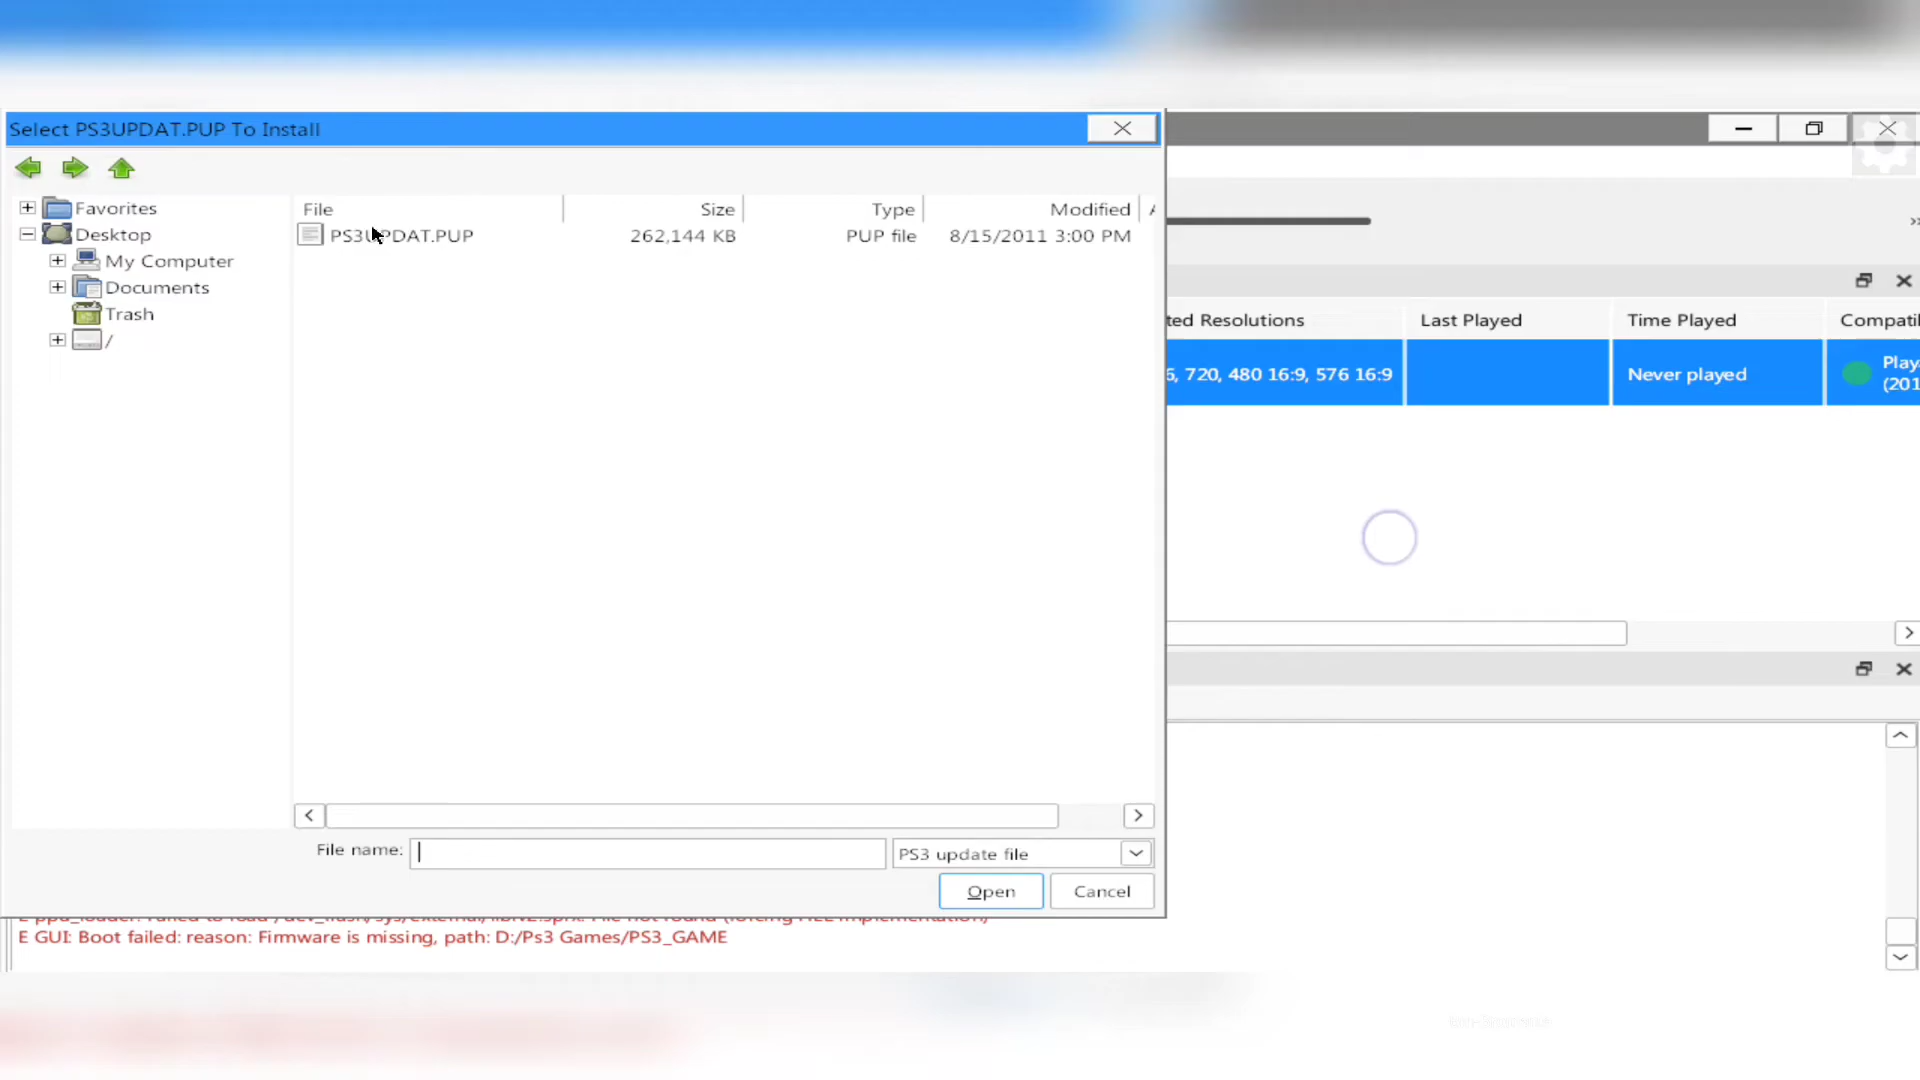 Select PS3UPDAT.PUP To Install
Favorites
Desktop
My Computer
Documents
Trash
/
File Size Type Modified
PS3UPDAT.PUP 262,144 KB PUP file 8/15/2011 3:00 PM
File name:
PS3 update file
Open Cancel
ted Resolutions Last Played Time Played Compati
6, 720, 480 16:9, 576 16:9 Never played Play
(201
E GUI: Boot failed: reason: Firmware is missing, path: D:/Ps3 Games/PS3_GAME